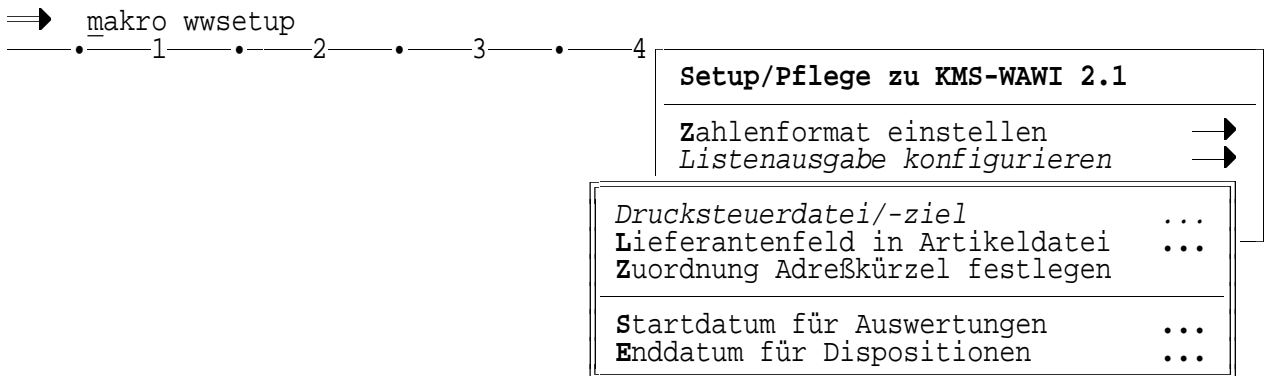 makro wwsetup
1 2 3 4
Setup/Pflege zu KMS-WAWI 2.1
Zahlenformat einstellen
Listenausgabe konfigurieren
Drucksteuerdatei/-ziel ...
Lieferantenfeld in Artikeldatei ...
Zuordnung Adreßkürzel festlegen
Startdatum für Auswertungen ...
Enddatum für Dispositionen ...